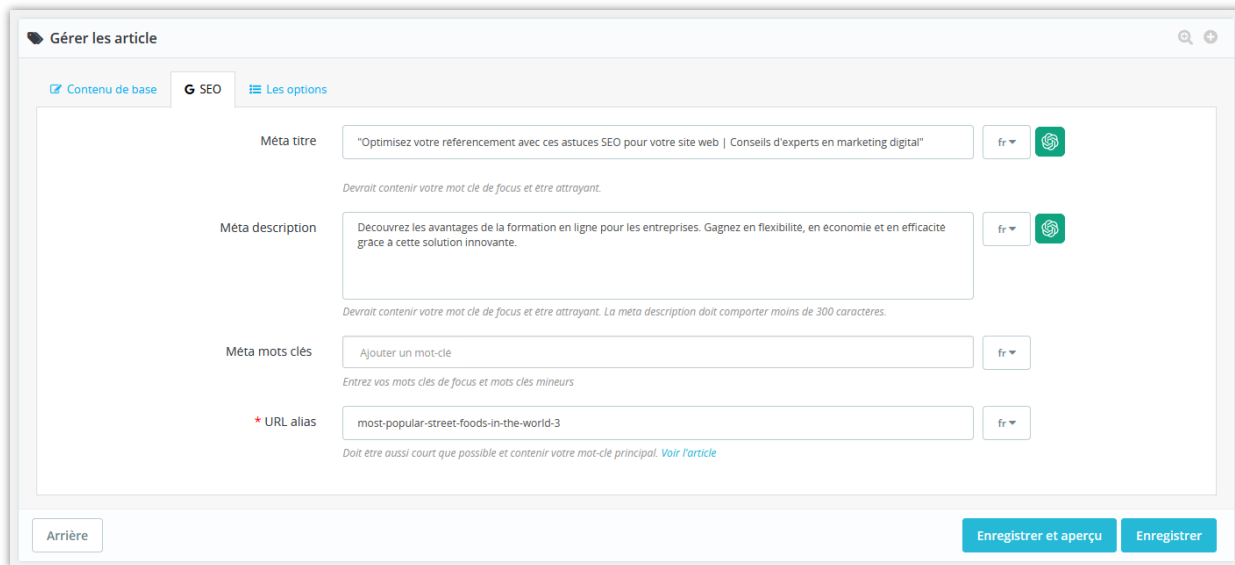 Gérer les article
Contenu de base
SEO
Les options
Méta titre
"Optimisez votre référencement avec ces astuces SEO pour votre site web | Conseils d'experts en marketing digital"
fr
Devrait contenir votre mot clé de focus et être attrayant.
Méta description
Découvrez les avantages de la formation en ligne pour les entreprises. Gagnez en flexibilité, en économie et en efficacité
grâce à cette solution innovante.
fr
Devrait contenir votre mot clé de focus et être attrayant. La méta description doit comporter moins de 300 caractères.
Méta mots clés
Ajouter un mot-clé
fr
Entrez vos mots clés de focus et mots clés mineurs
* URL alias
most-popular-street-foods-in-the-world-3
fr
Doit être aussi court que possible et contenir votre mot-clé principal. Voir l'article
Arrière
Enregistrer et aperçu
Enregistrer